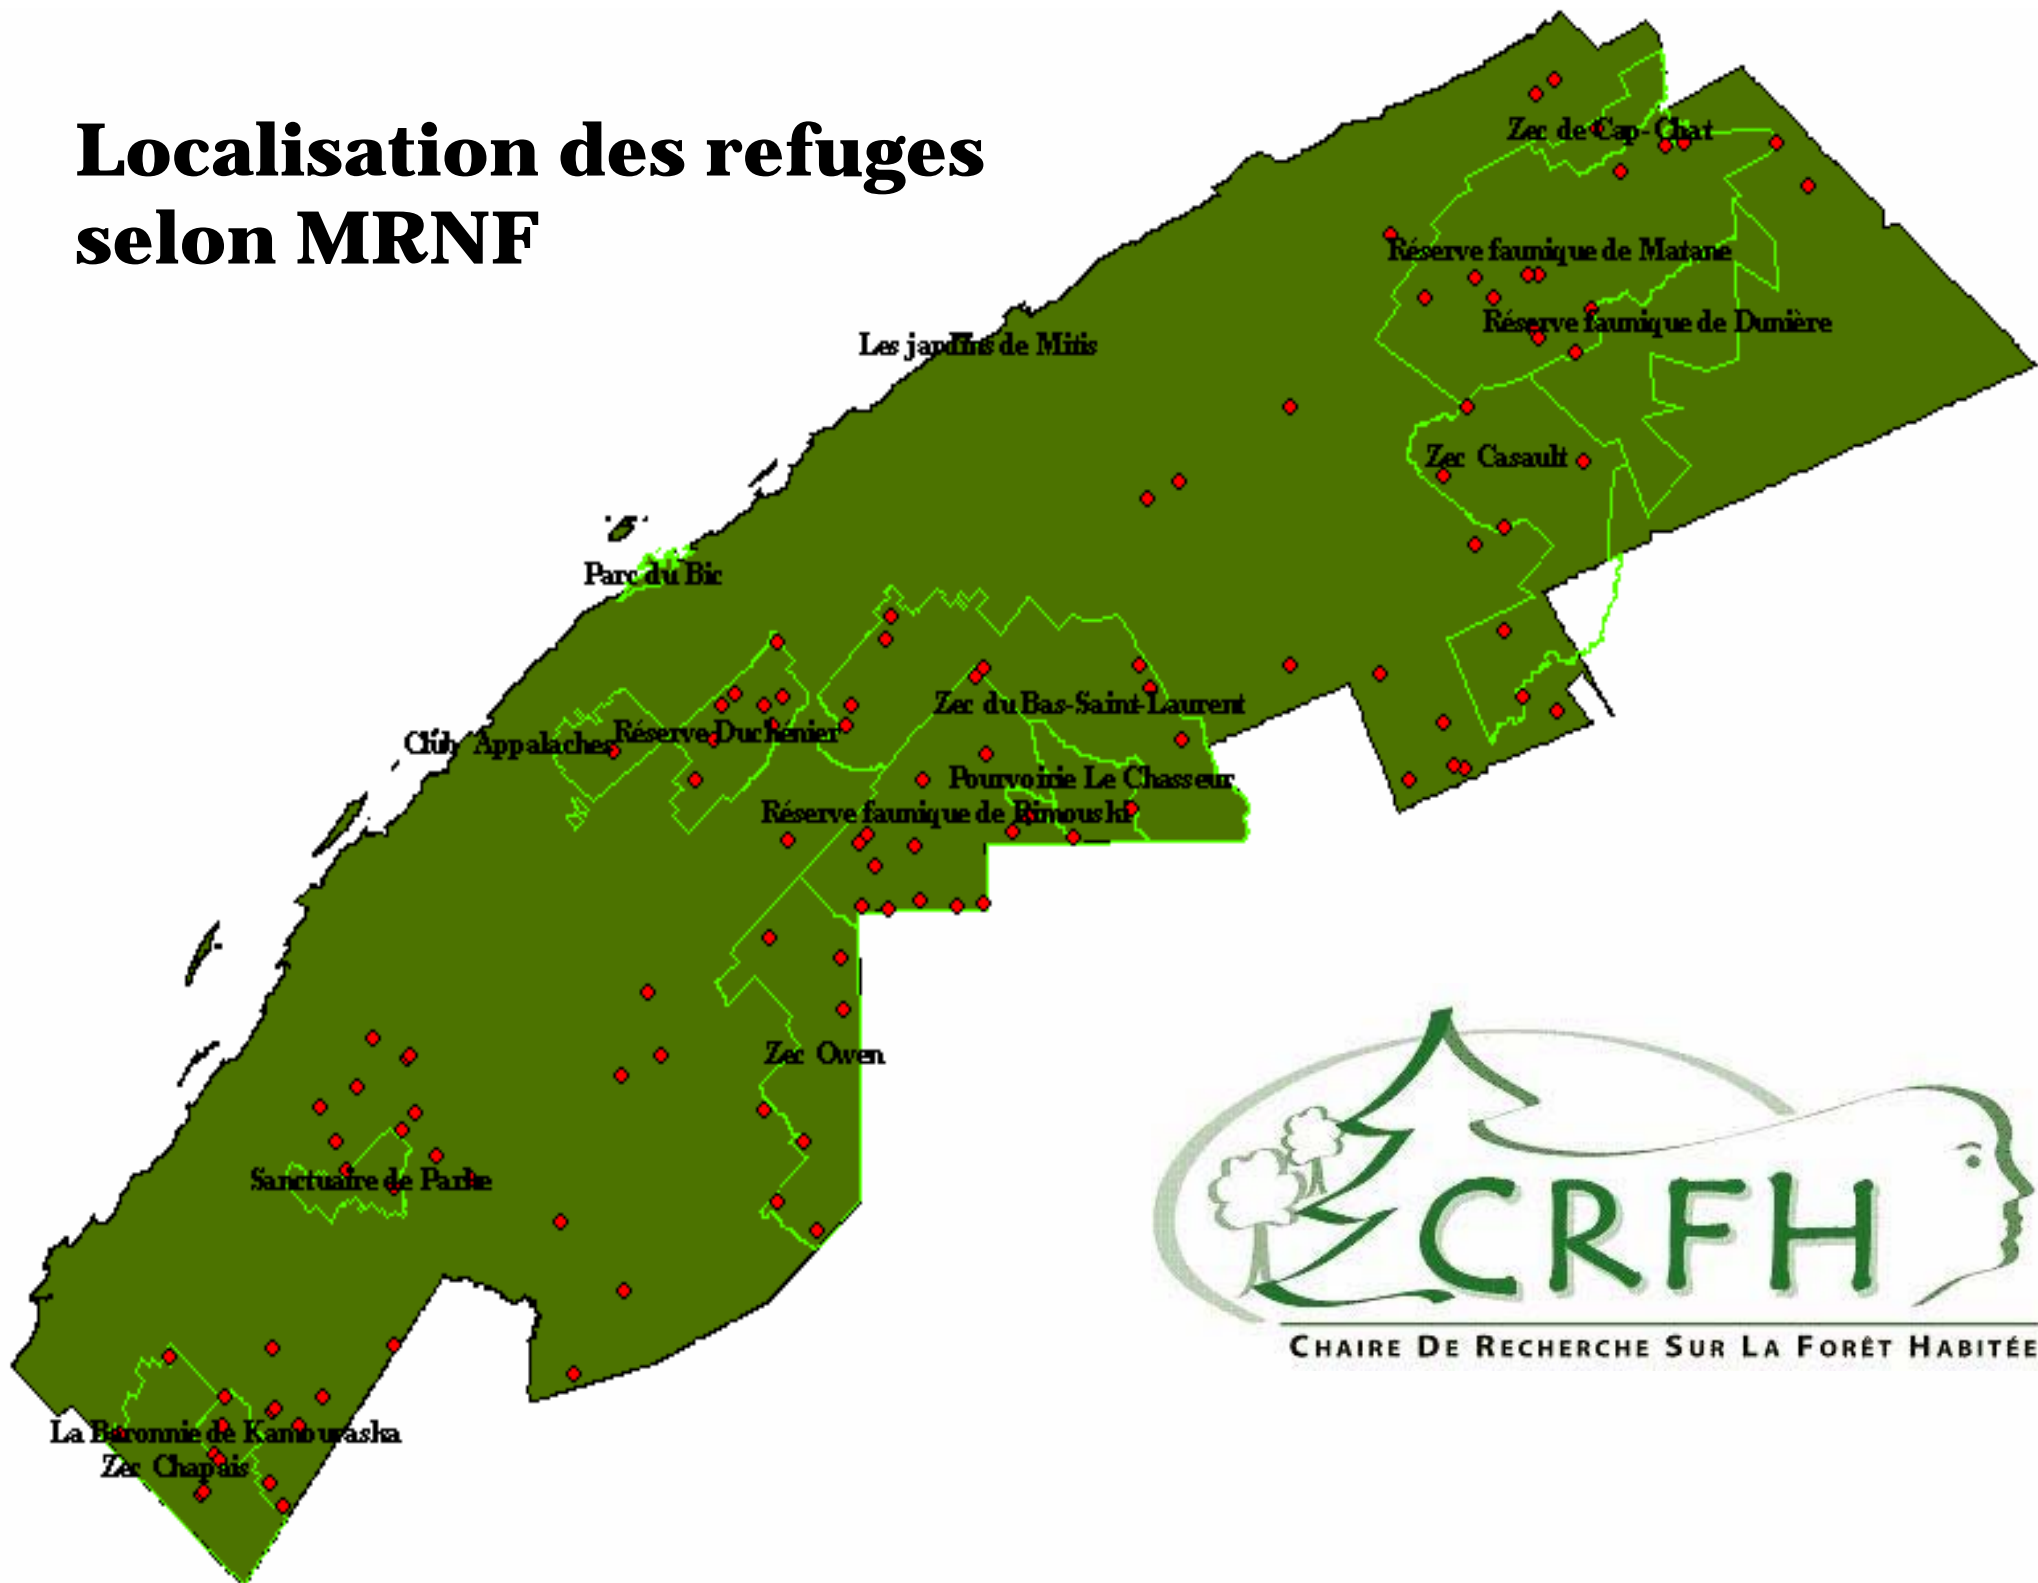 Localisation des refuges
selon MRNF
Zec de Cap-Chat
Réserve faunique de Matane
Réserve faunique de Dunière
Les jardins de Mitis
Zec Casault
Parc du Bic
Zec du Bas-Saint-Laurent
Club Appalaches
Réserve Duchénier
Pourvoirie Le Chasseur
Réserve faunique de Rimouski
Zec Owen
Sanctuaire de Parke
La Baronnie de Kamouraska
Zec Chapais
CRFH
CHAIRE DE RECHERCHE SUR LA FORÊT HABITÉE